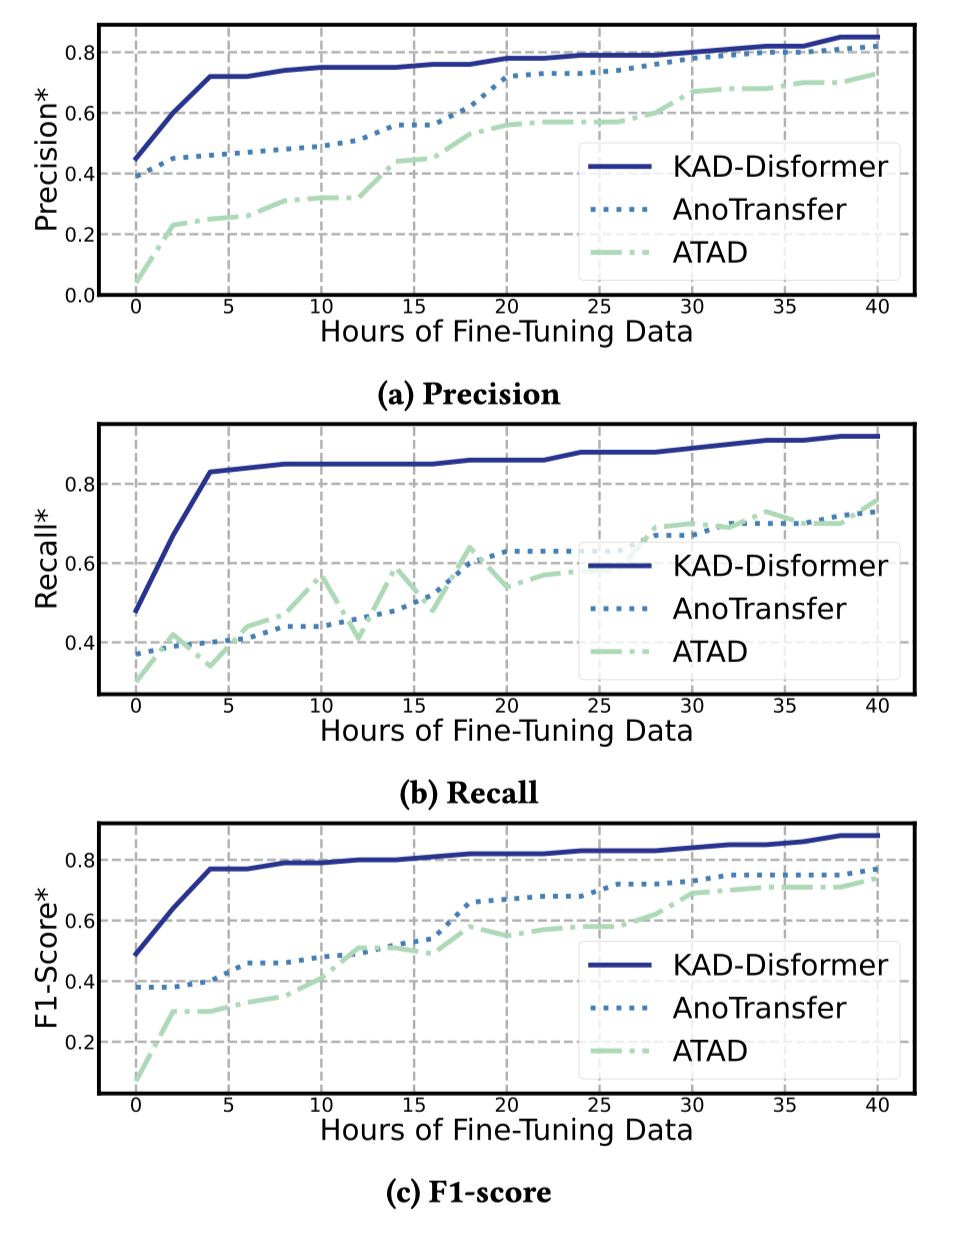 0.8
0.6
0.4
0.2
0.0
Precision*
KAD-Disformer
AnoTransfer
ATAD
0 5 10 15 20 25 30 35 40
Hours of Fine-Tuning Data
(a) Precision
0.8
0.6
0.4
Recall*
KAD-Disformer
AnoTransfer
ATAD
0 5 10 15 20 25 30 35 40
Hours of Fine-Tuning Data
(b) Recall
0.8
0.6
0.4
0.2
F1-Score*
KAD-Disformer
AnoTransfer
ATAD
0 5 10 15 20 25 30 35 40
Hours of Fine-Tuning Data
(c) F1-score